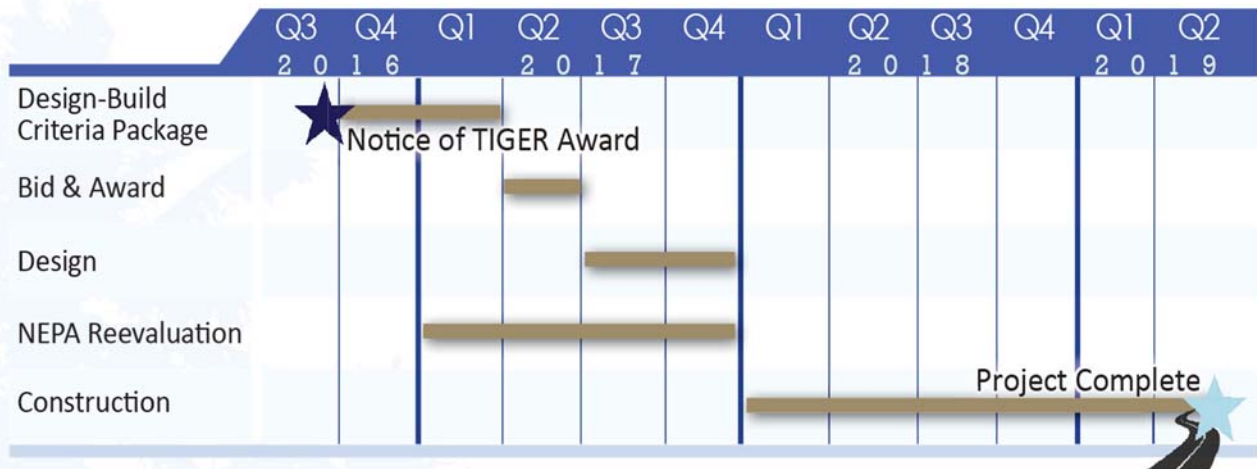 Q3 Q4 Q1 Q2 Q3 Q4 Q1 Q2 Q3 Q4 Q1 Q2
2016 2017 2018 2019
Design-Build
Criteria Package
Notice of TIGER Award
Bid & Award
Design
NEPA Reevaluation
Project Complete
Construction